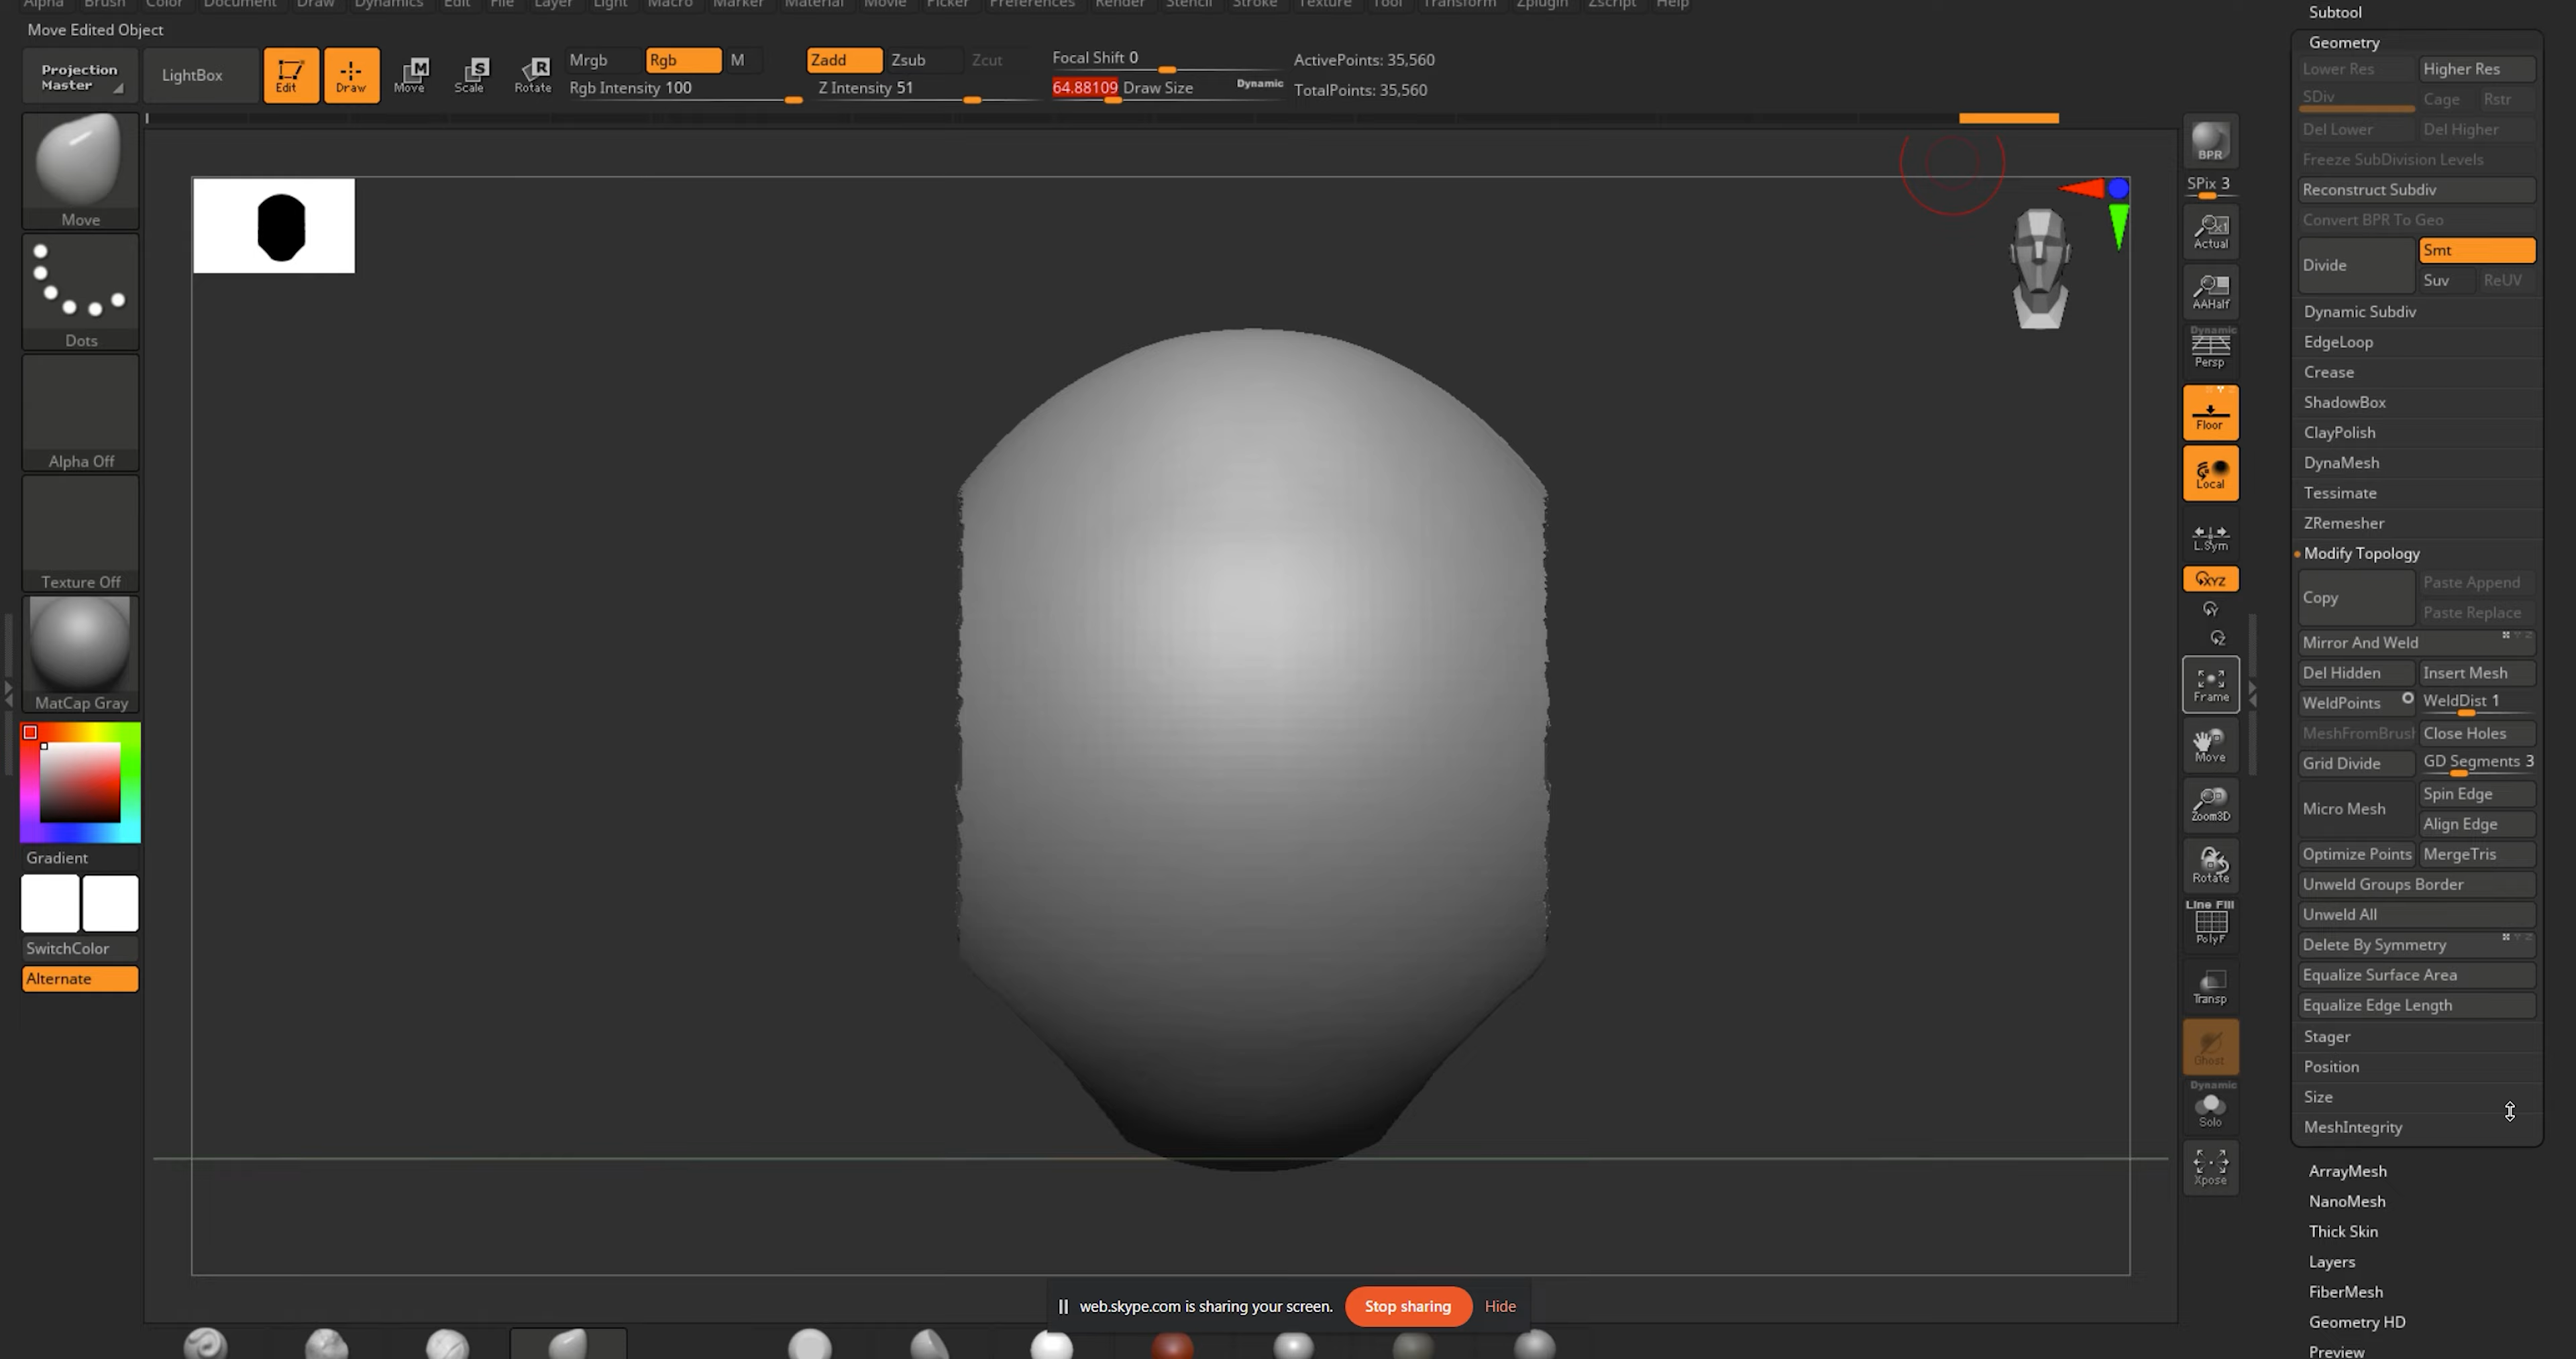 Alpha Brush Color Document Draw Dynamics Edit File Layer Light Macro Marker Material Movie Picker Preferences Render Stencil Stroke Texture Tool Transform Zplugin Zscript Help
Move Edited Object
Projection Master
LightBox
Edit
Draw
Move
Scale
Rotate
Mrgb Rgb M
Rgb Intensity 100
Zadd Zsub Zcut
Z Intensity 51
Focal Shift 0
64.88109 Draw Size
Dynamic
ActivePoints: 35,560
TotalPoints: 35,560
Move
Dots
Alpha Off
Texture Off
MatCap Gray
Gradient
SwitchColor
Alternate
BPR
SPix 3
Actual
AAHalf
Dynamic
Persp
Floor
Local
L.Sym
XYZ
Y
Z
Frame
Move
Zoom3D
Rotate
Line Fill
PolyF
Transp
Ghost
Dynamic
Solo
Xpose
Subtool
Geometry
Lower Res Higher Res
SDiv Cage Rstr
Del Lower Del Higher
Freeze SubDivision Levels
Reconstruct Subdiv
Convert BPR To Geo
Divide Smt
Suv ReUV
Dynamic Subdiv
EdgeLoop
Crease
ShadowBox
ClayPolish
DynaMesh
Tessimate
ZRemesher
Modify Topology
Copy Paste Append
Paste Replace
Mirror And Weld
Del Hidden Insert Mesh
WeldPoints WeldDist 1
MeshFromBrush Close Holes
Grid Divide GD Segments 3
Micro Mesh Spin Edge
Align Edge
Optimize Points MergeTris
Unweld Groups Border
Unweld All
Delete By Symmetry
Equalize Surface Area
Equalize Edge Length
Stager
Position
Size
MeshIntegrity
ArrayMesh
NanoMesh
Thick Skin
Layers
FiberMesh
Geometry HD
Preview
web.skype.com is sharing your screen. Stop sharing Hide